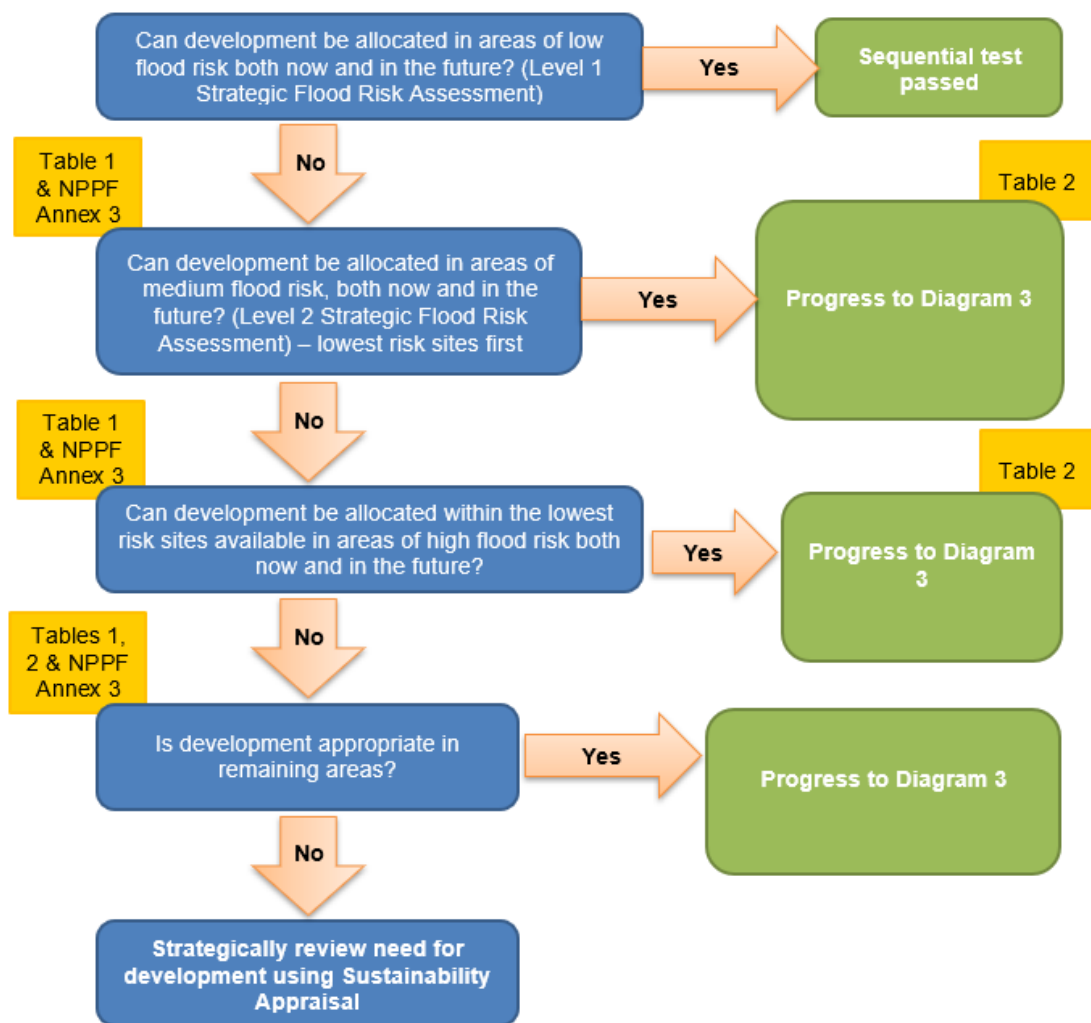 Can development be allocated in areas of low
flood risk both now and in the future? (Level 1
Strategic Flood Risk Assessment)
Yes
Sequential test
passed
No
Table 1
& NPPF
Annex 3
Table 2
Can development be allocated in areas of
medium flood risk, both now and in the
future? (Level 2 Strategic Flood Risk
Assessment) – lowest risk sites first
Yes
Progress to Diagram 3
No
Table 1
& NPPF
Annex 3
Table 2
Can development be allocated within the lowest
risk sites available in areas of high flood risk both
now and in the future?
Yes
Progress to Diagram
3
No
Tables 1,
2 & NPPF
Annex 3
Is development appropriate in
remaining areas?
Yes
Progress to Diagram 3
No
Strategically review need for
development using Sustainability
Appraisal